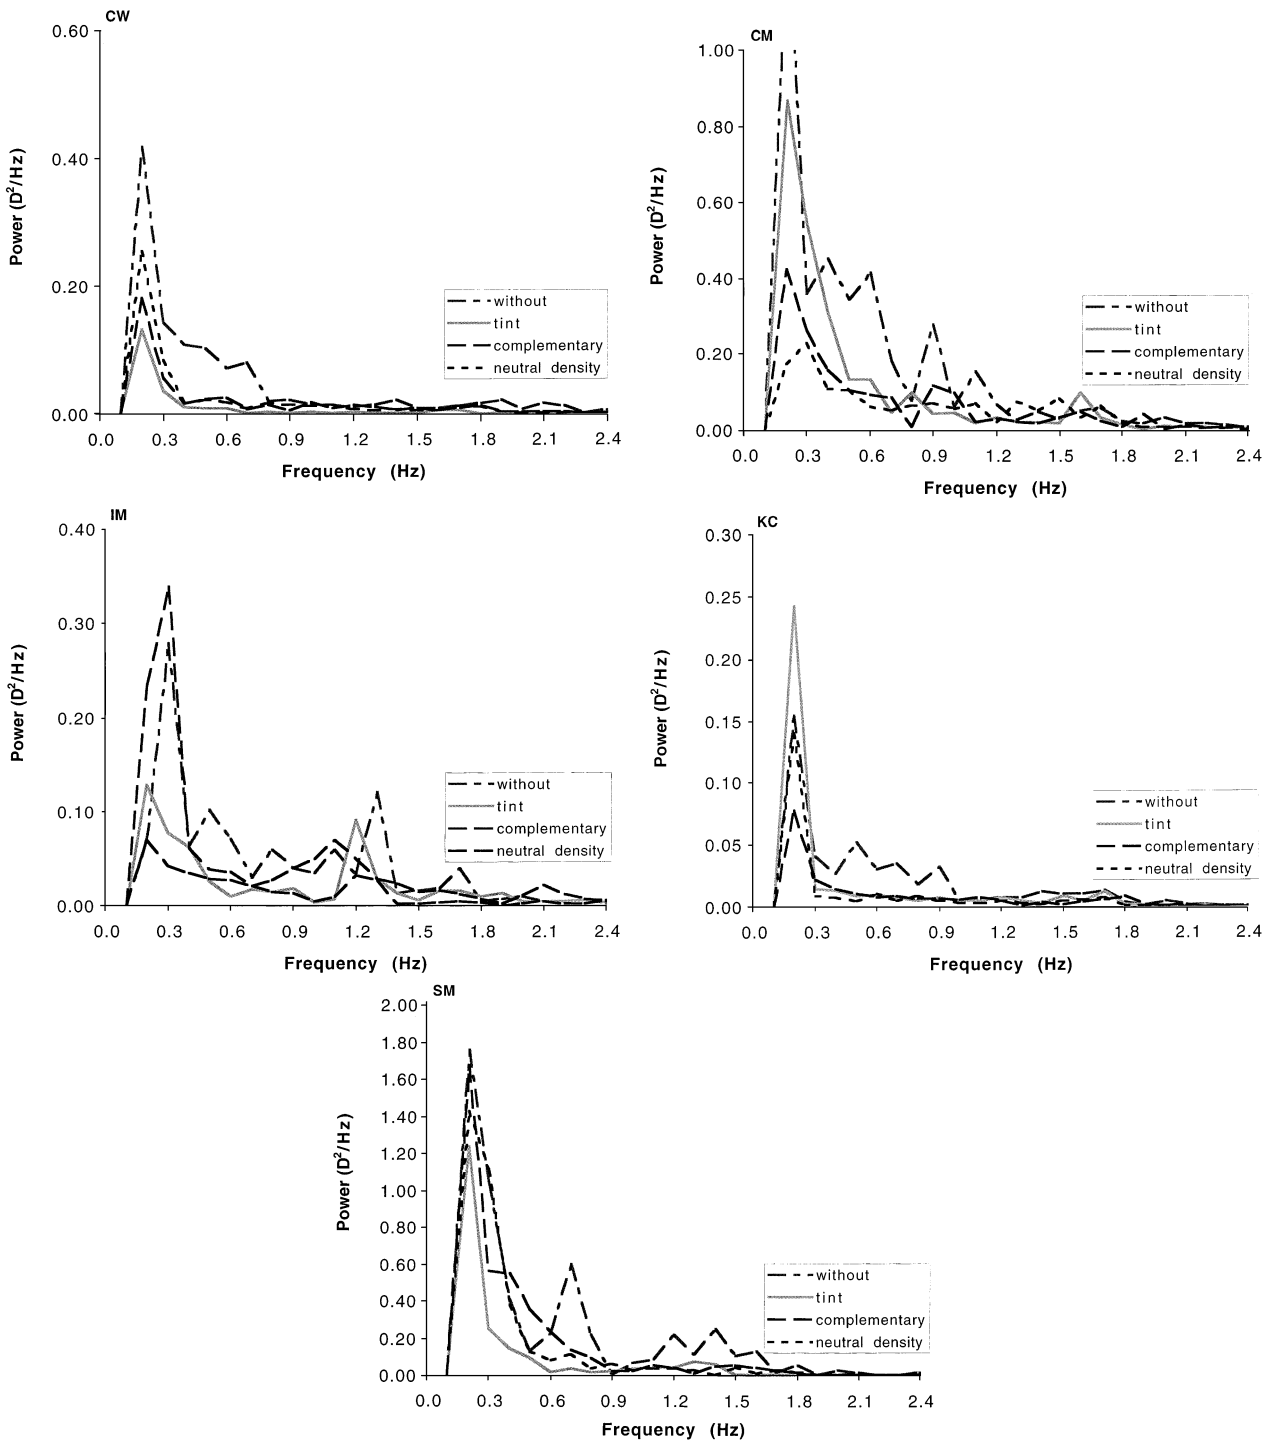 CW
Power (D²/Hz)
0.60
0.40
0.20
0.00
0.0 0.3 0.6 0.9 1.2 1.5 1.8 2.1 2.4
Frequency (Hz)
without
tint
complementary
neutral density
CM
Power (D²/Hz)
1.00
0.80
0.60
0.40
0.20
0.00
0.0 0.3 0.6 0.9 1.2 1.5 1.8 2.1 2.4
Frequency (Hz)
without
tint
complementary
neutral density
IM
Power (D²/Hz)
0.40
0.30
0.20
0.10
0.00
0.0 0.3 0.6 0.9 1.2 1.5 1.8 2.1 2.4
Frequency (Hz)
without
tint
complementary
neutral density
KC
Power (D²/Hz)
0.30
0.25
0.20
0.15
0.10
0.05
0.00
0.0 0.3 0.6 0.9 1.2 1.5 1.8 2.1 2.4
Frequency (Hz)
without
tint
complementary
neutral density
SM
Power (D²/Hz)
2.00
1.80
1.60
1.40
1.20
1.00
0.80
0.60
0.40
0.20
0.00
0.0 0.3 0.6 0.9 1.2 1.5 1.8 2.1 2.4
Frequency (Hz)
without
tint
complementary
neutral density